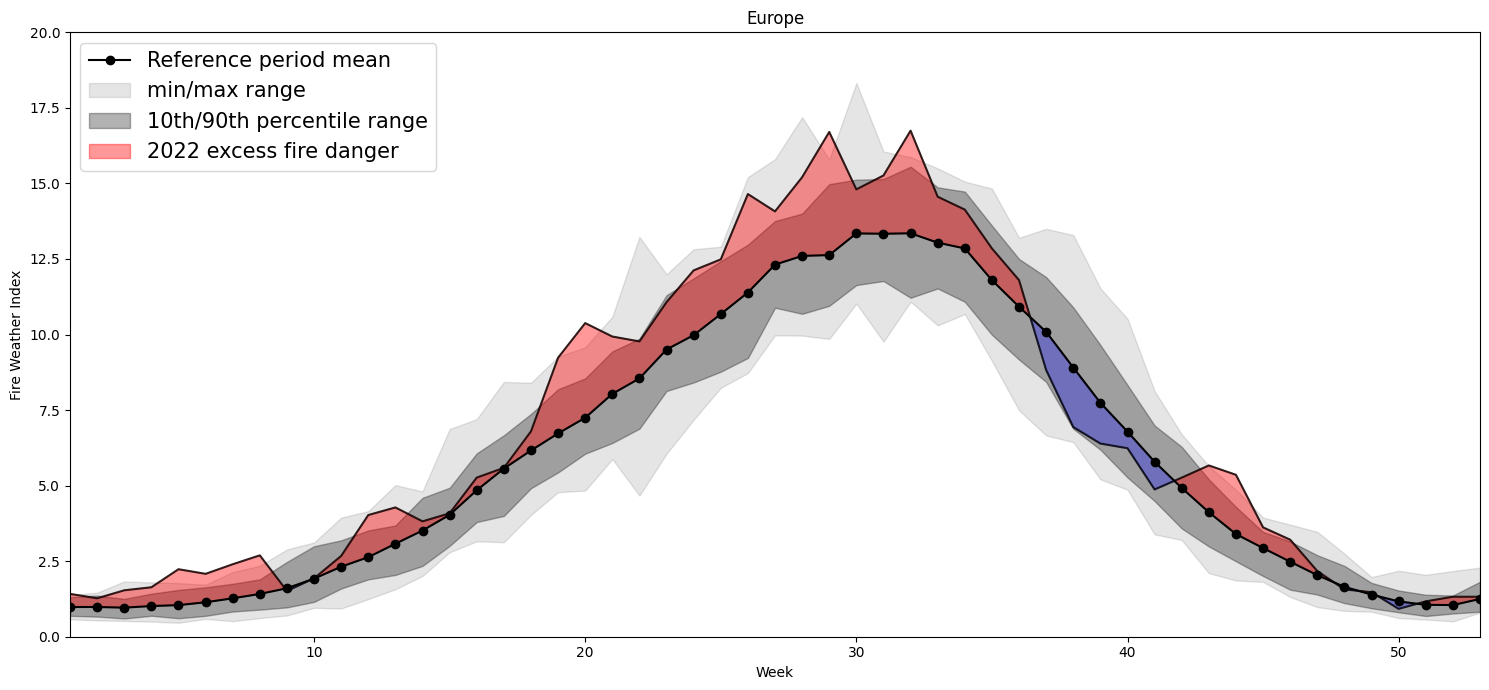 Europe
20.0
17.5
15.0
12.5
10.0
7.5
5.0
2.5
0.0
Fire Weather Index
Reference period mean
min/max range
10th/90th percentile range
2022 excess fire danger
10
20
30
40
50
Week